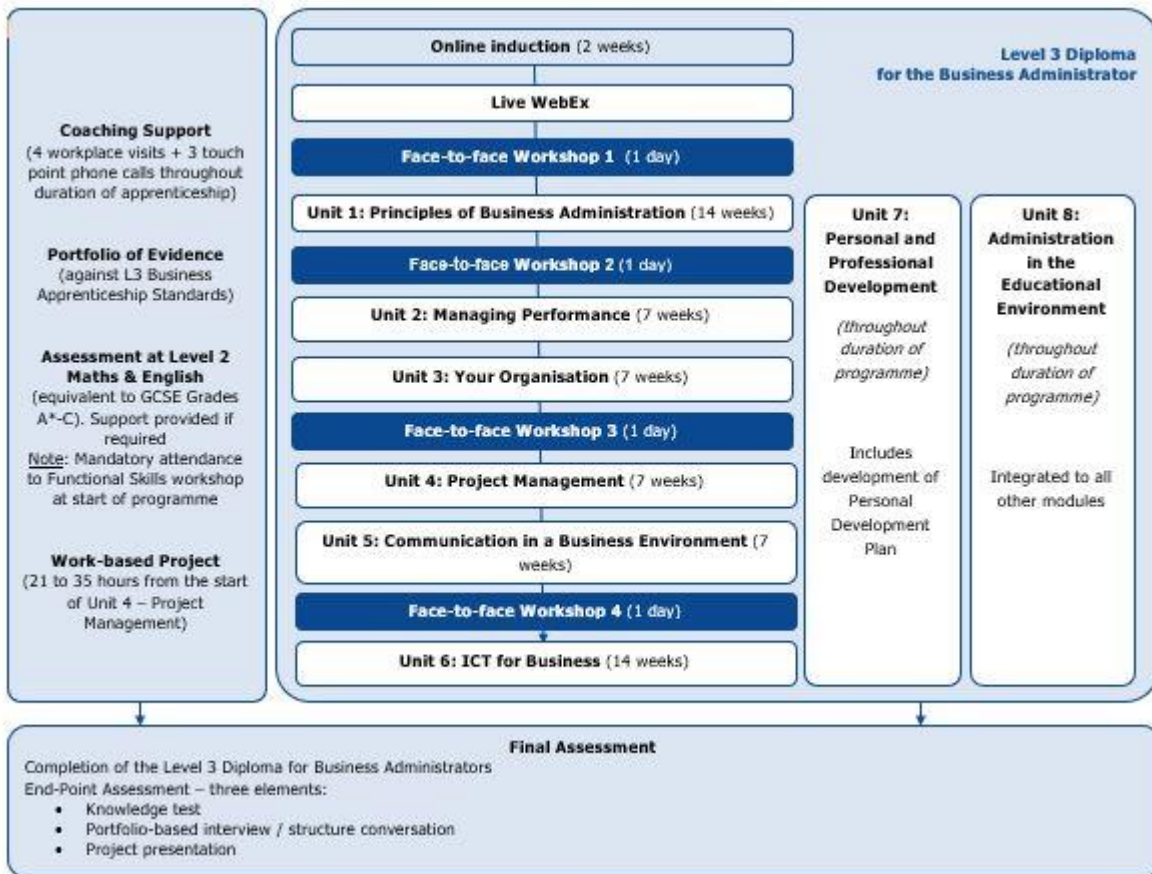 Coaching Support
(4 workplace visits + 3 touch
point phone calls throughout
duration of apprenticeship)
Portfolio of Evidence
(against L3 Business
Apprenticeship Standards)
Assessment at Level 2
Maths & English
(equivalent to GCSE Grades
A*-C). Support provided if
required
Note: Mandatory attendance
to Functional Skills workshop
at start of programme
Work-based Project
(21 to 35 hours from the start
of Unit 4 – Project
Management)
Level 3 Diploma
for the Business Administrator
Online induction (2 weeks)
Live WebEx
Face-to-face Workshop 1 (1 day)
Unit 1: Principles of Business Administration (14 weeks)
Face-to-face Workshop 2 (1 day)
Unit 2: Managing Performance (7 weeks)
Unit 3: Your Organisation (7 weeks)
Face-to-face Workshop 3 (1 day)
Unit 4: Project Management (7 weeks)
Unit 5: Communication in a Business Environment (7
weeks)
Face-to-face Workshop 4 (1 day)
Unit 6: ICT for Business (14 weeks)
Unit 7:
Personal and
Professional
Development
(throughout
duration of
programme)
Includes
development of
Personal
Development
Plan
Unit 8:
Administration
in the
Educational
Environment
(throughout
duration of
programme)
Integrated to all
other modules
Final Assessment
Completion of the Level 3 Diploma for Business Administrators
End-Point Assessment – three elements:
• Knowledge test
• Portfolio-based interview / structure conversation
• Project presentation